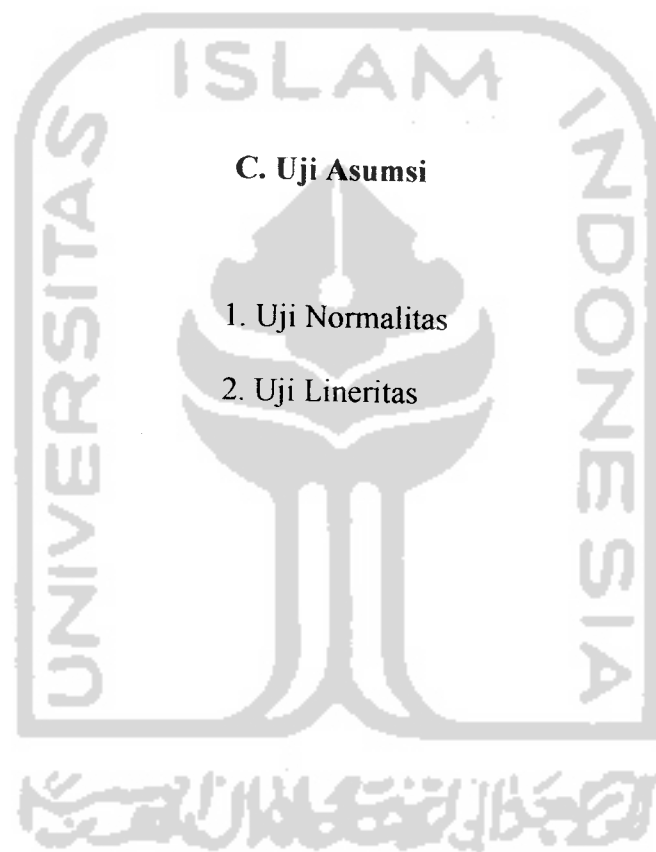 ISLAM
UNIVERSITAS
INDONESIA
C. Uji Asumsi
1. Uji Normalitas
2. Uji Lineritas